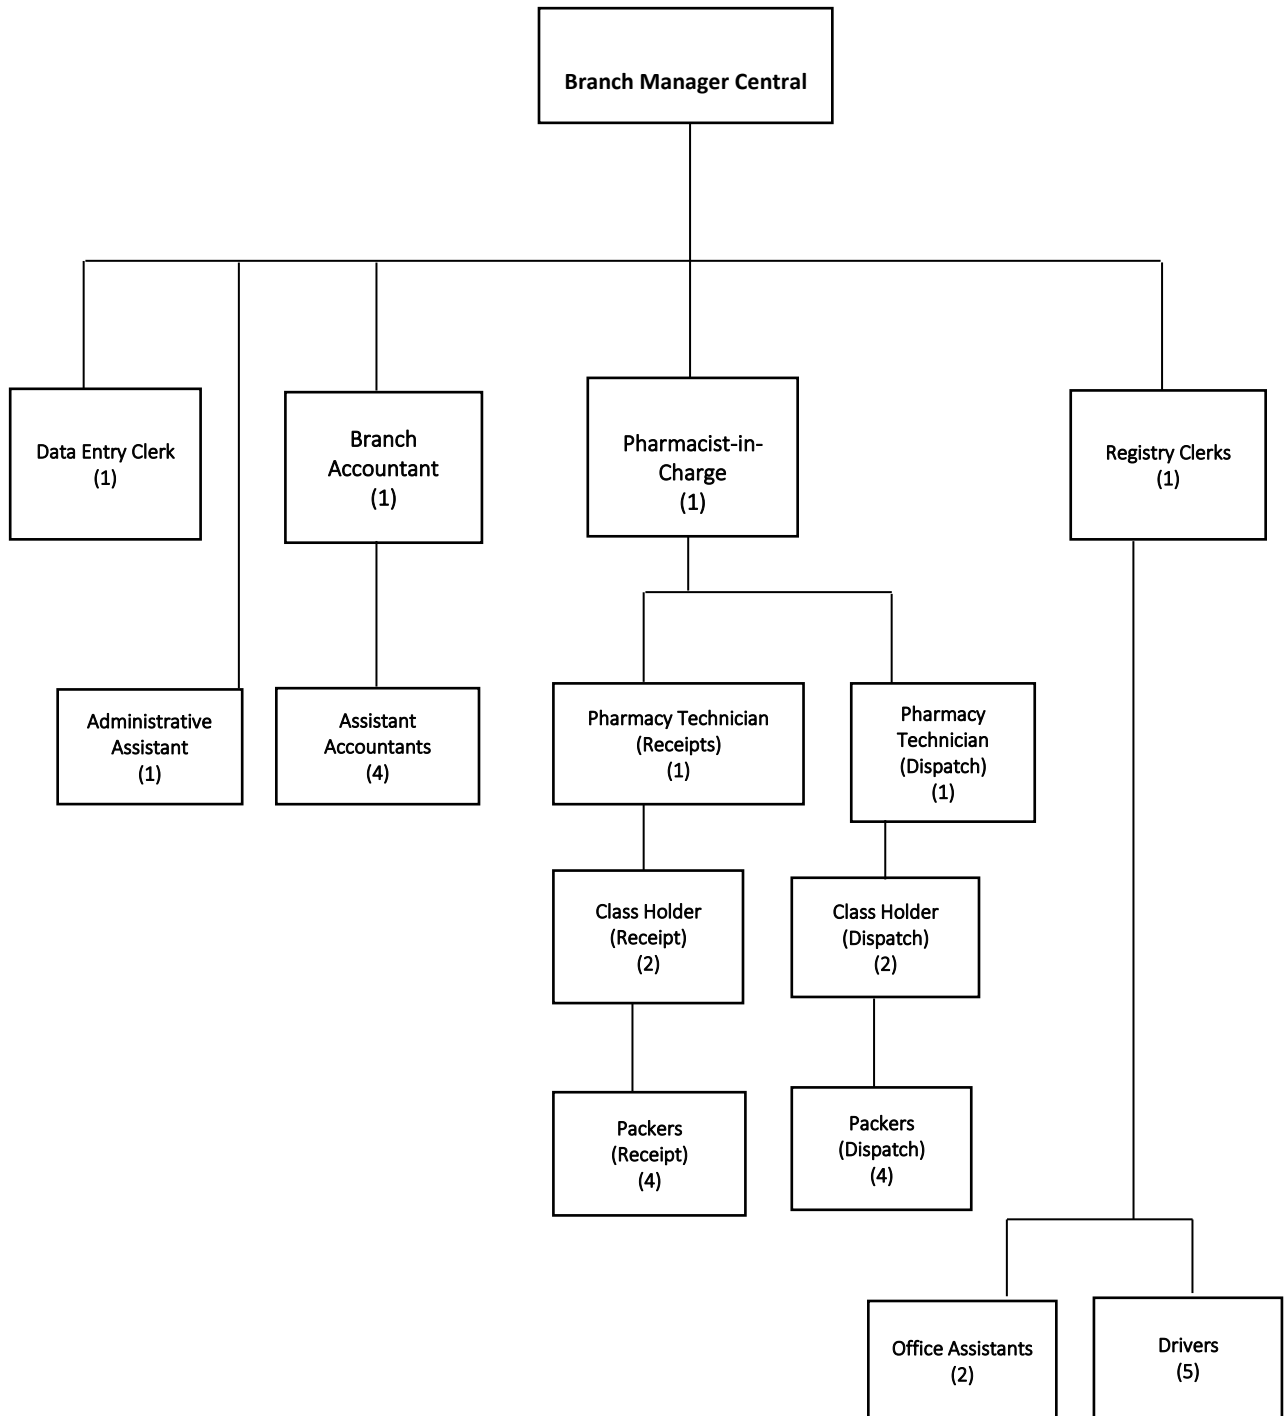 Branch Manager Central
Data Entry Clerk
(1)
Branch
Accountant
(1)
Pharmacist-in-
Charge
(1)
Registry Clerks
(1)
Administrative
Assistant
(1)
Assistant
Accountants
(4)
Pharmacy Technician
(Receipts)
(1)
Pharmacy
Technician
(Dispatch)
(1)
Class Holder
(Receipt)
(2)
Class Holder
(Dispatch)
(2)
Packers
(Receipt)
(4)
Packers
(Dispatch)
(4)
Office Assistants
(2)
Drivers
(5)